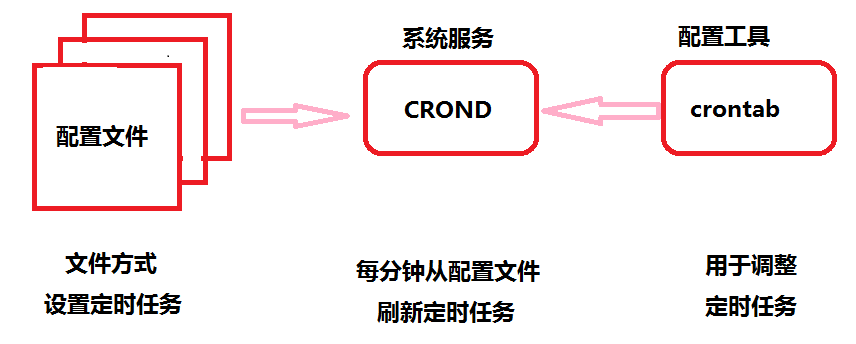 系统服务
配置工具
配置文件
CROND
crontab
文件方式
设置定时任务
每分钟从配置文件
刷新定时任务
用于调整
定时任务